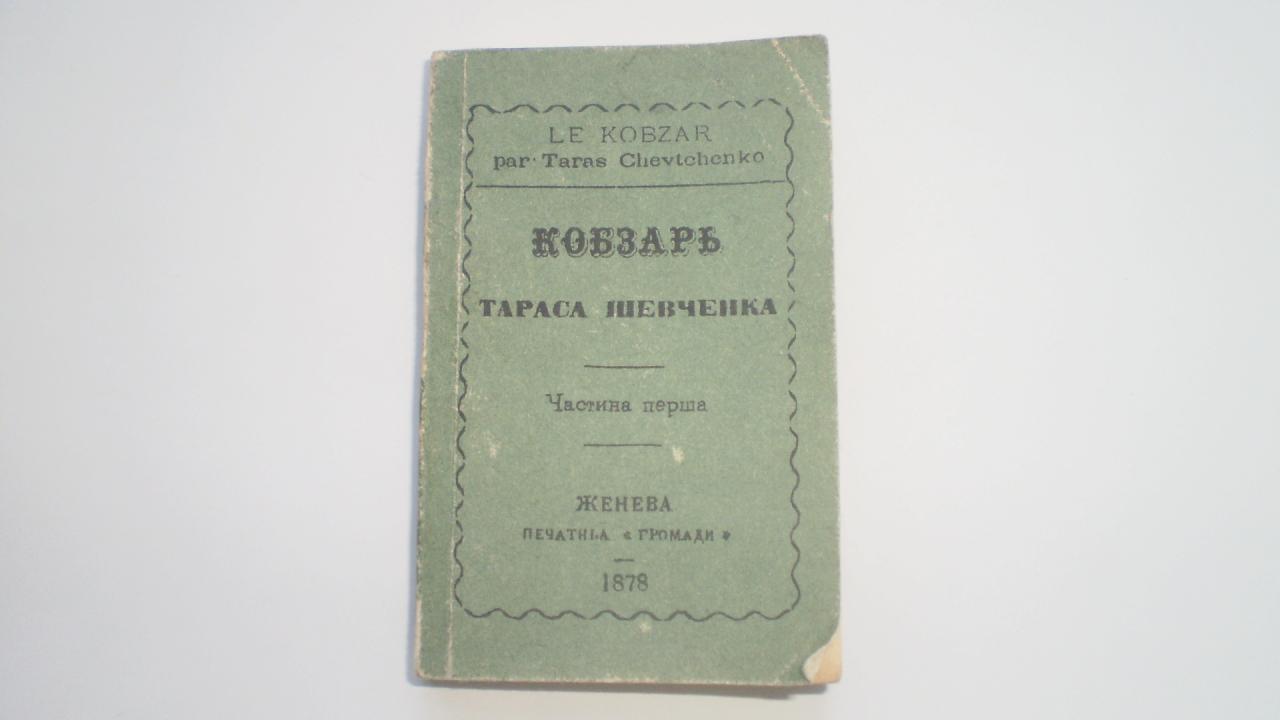 LE KOBZAR
par Taras Chevtchenko
КОБЗАРЬ
ТАРАСА ШЕВЧЕНКА
Частина перша
ЖЕНЕВА
ПЕЧАТНЬА « ГРОМАДИ »
1878